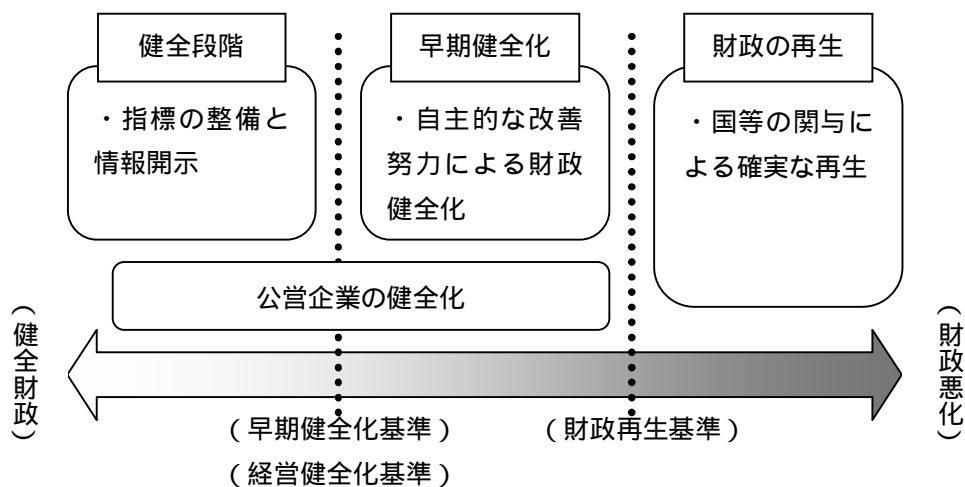 健全段階
・指標の整備と
情報開示
早期健全化
・自主的な改善
努力による財政
健全化
財政の再生
・国等の関与に
よる確実な再生
公営企業の健全化
(健全財政)
(財政悪化)
(早期健全化基準)
(財政再生基準)
(経営健全化基準)